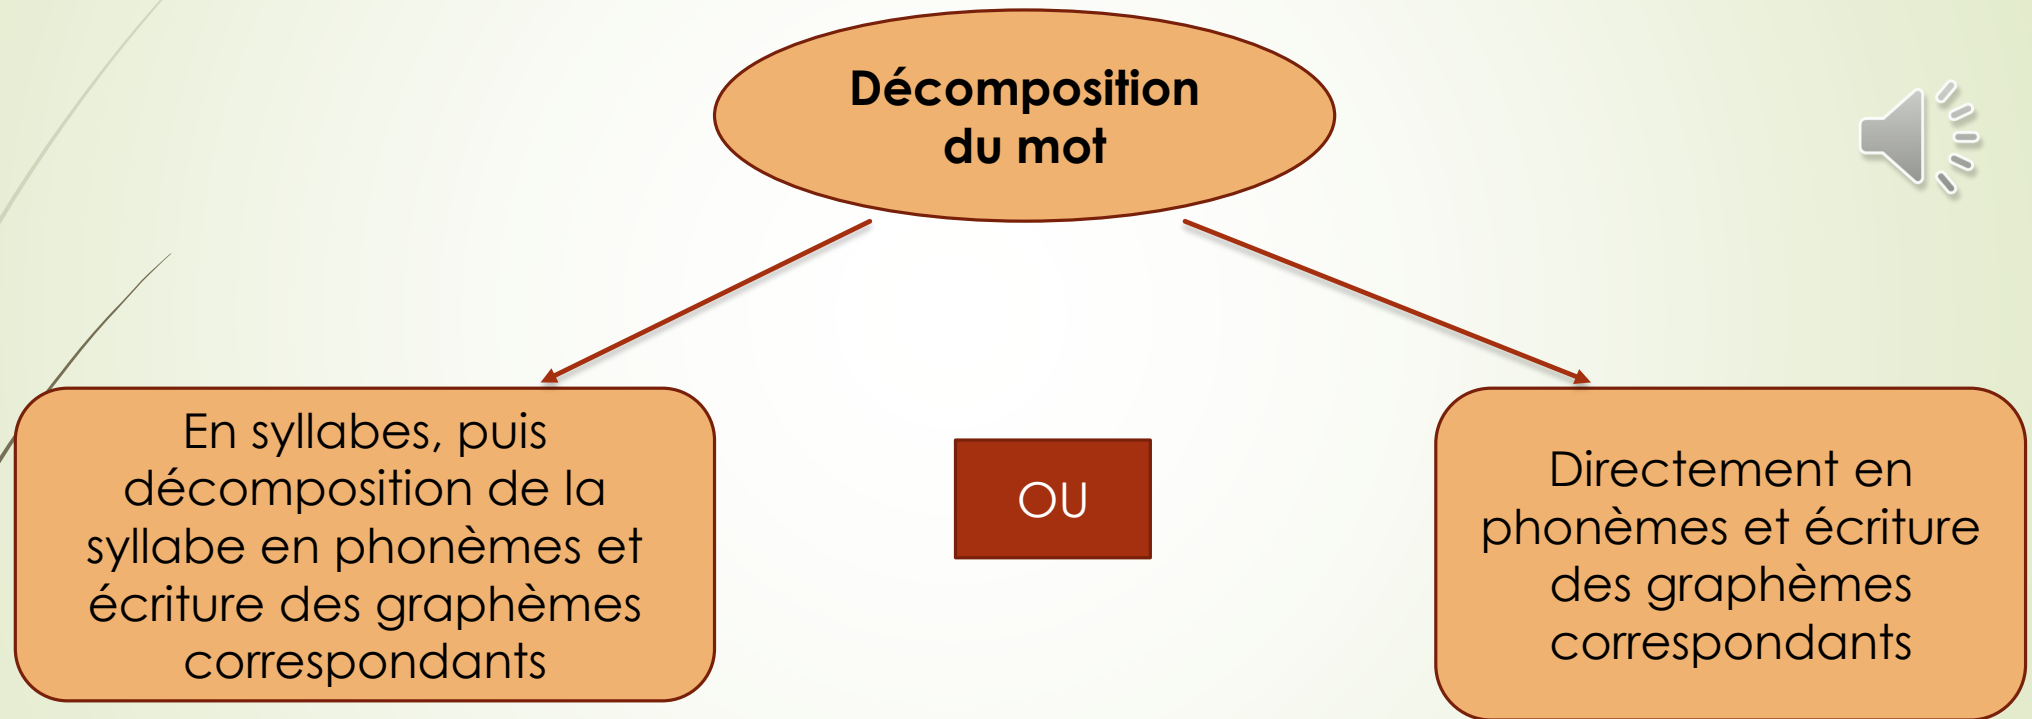 Décomposition
du mot
En syllabes, puis
décomposition de la
syllabe en phonèmes et
écriture des graphèmes
correspondants
OU
Directement en
phonèmes et écriture
des graphèmes
correspondants